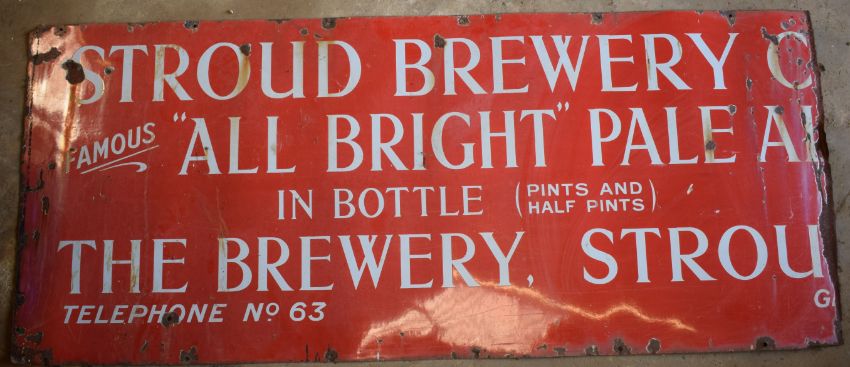 STROUD BREWERY C
FAMOUS "ALL BRIGHT" PALE A
IN BOTTLE (PINTS AND HALF PINTS)
THE BREWERY, STROU
TELEPHONE Nº 63 G